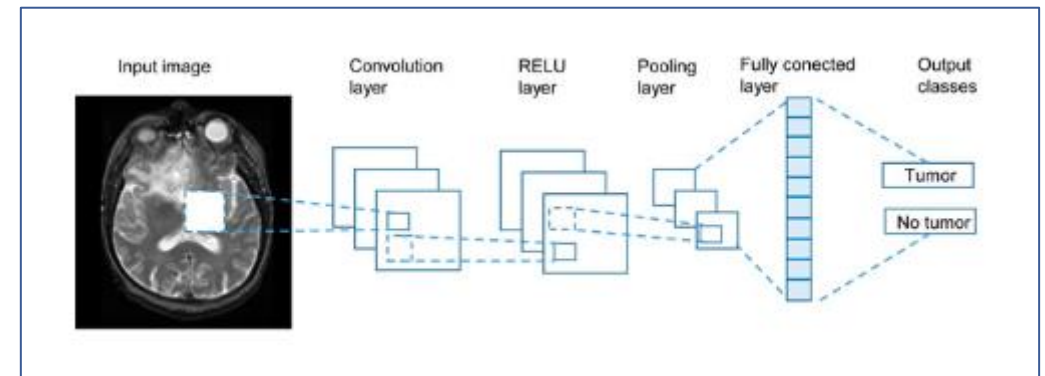 Input image
Convolution
layer
RELU
layer
Pooling
layer
Fully conected
layer
Output
classes
Tumor
No tumor